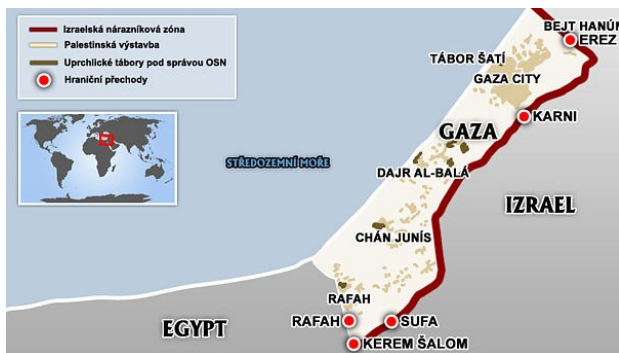 Izraelská nárazníková zóna
Palestinská výstavba
Uprchlické tábory pod správou OSN
Hraniční přechody
BEJT HANÚN
EREZ
TÁBOR ŠATÍ
GAZA CITY
KARNI
GAZA
STŘEDOZEMNÍ MOŘE
DAJR AL-BALÁ
IZRAEL
CHÁN JUNÍS
RAFAH
RAFAH
SUFA
EGYPT
KEREM ŠALOM